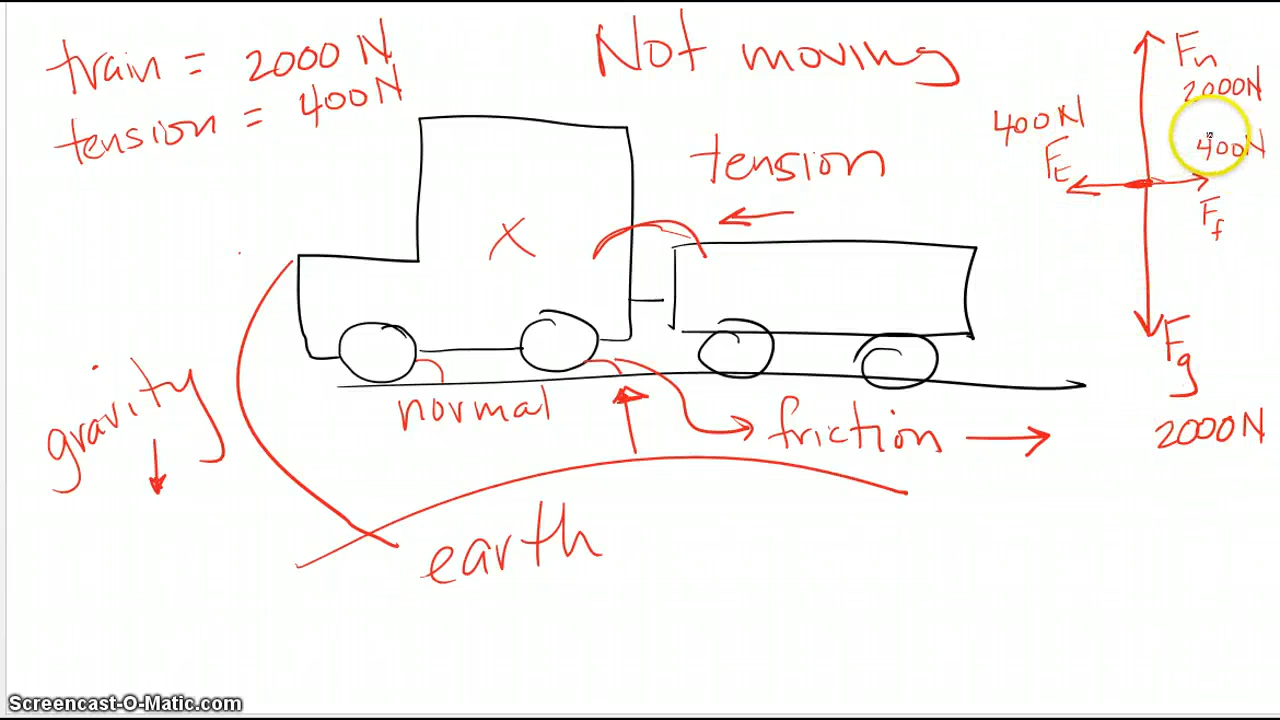 train = 2000 N
tension = 400N
Not moving
Fn
2000N
400N
Ft
400N
Ff
tension
gravity
normal
friction
Fg
2000N
earth
Screencast-O-Matic.com